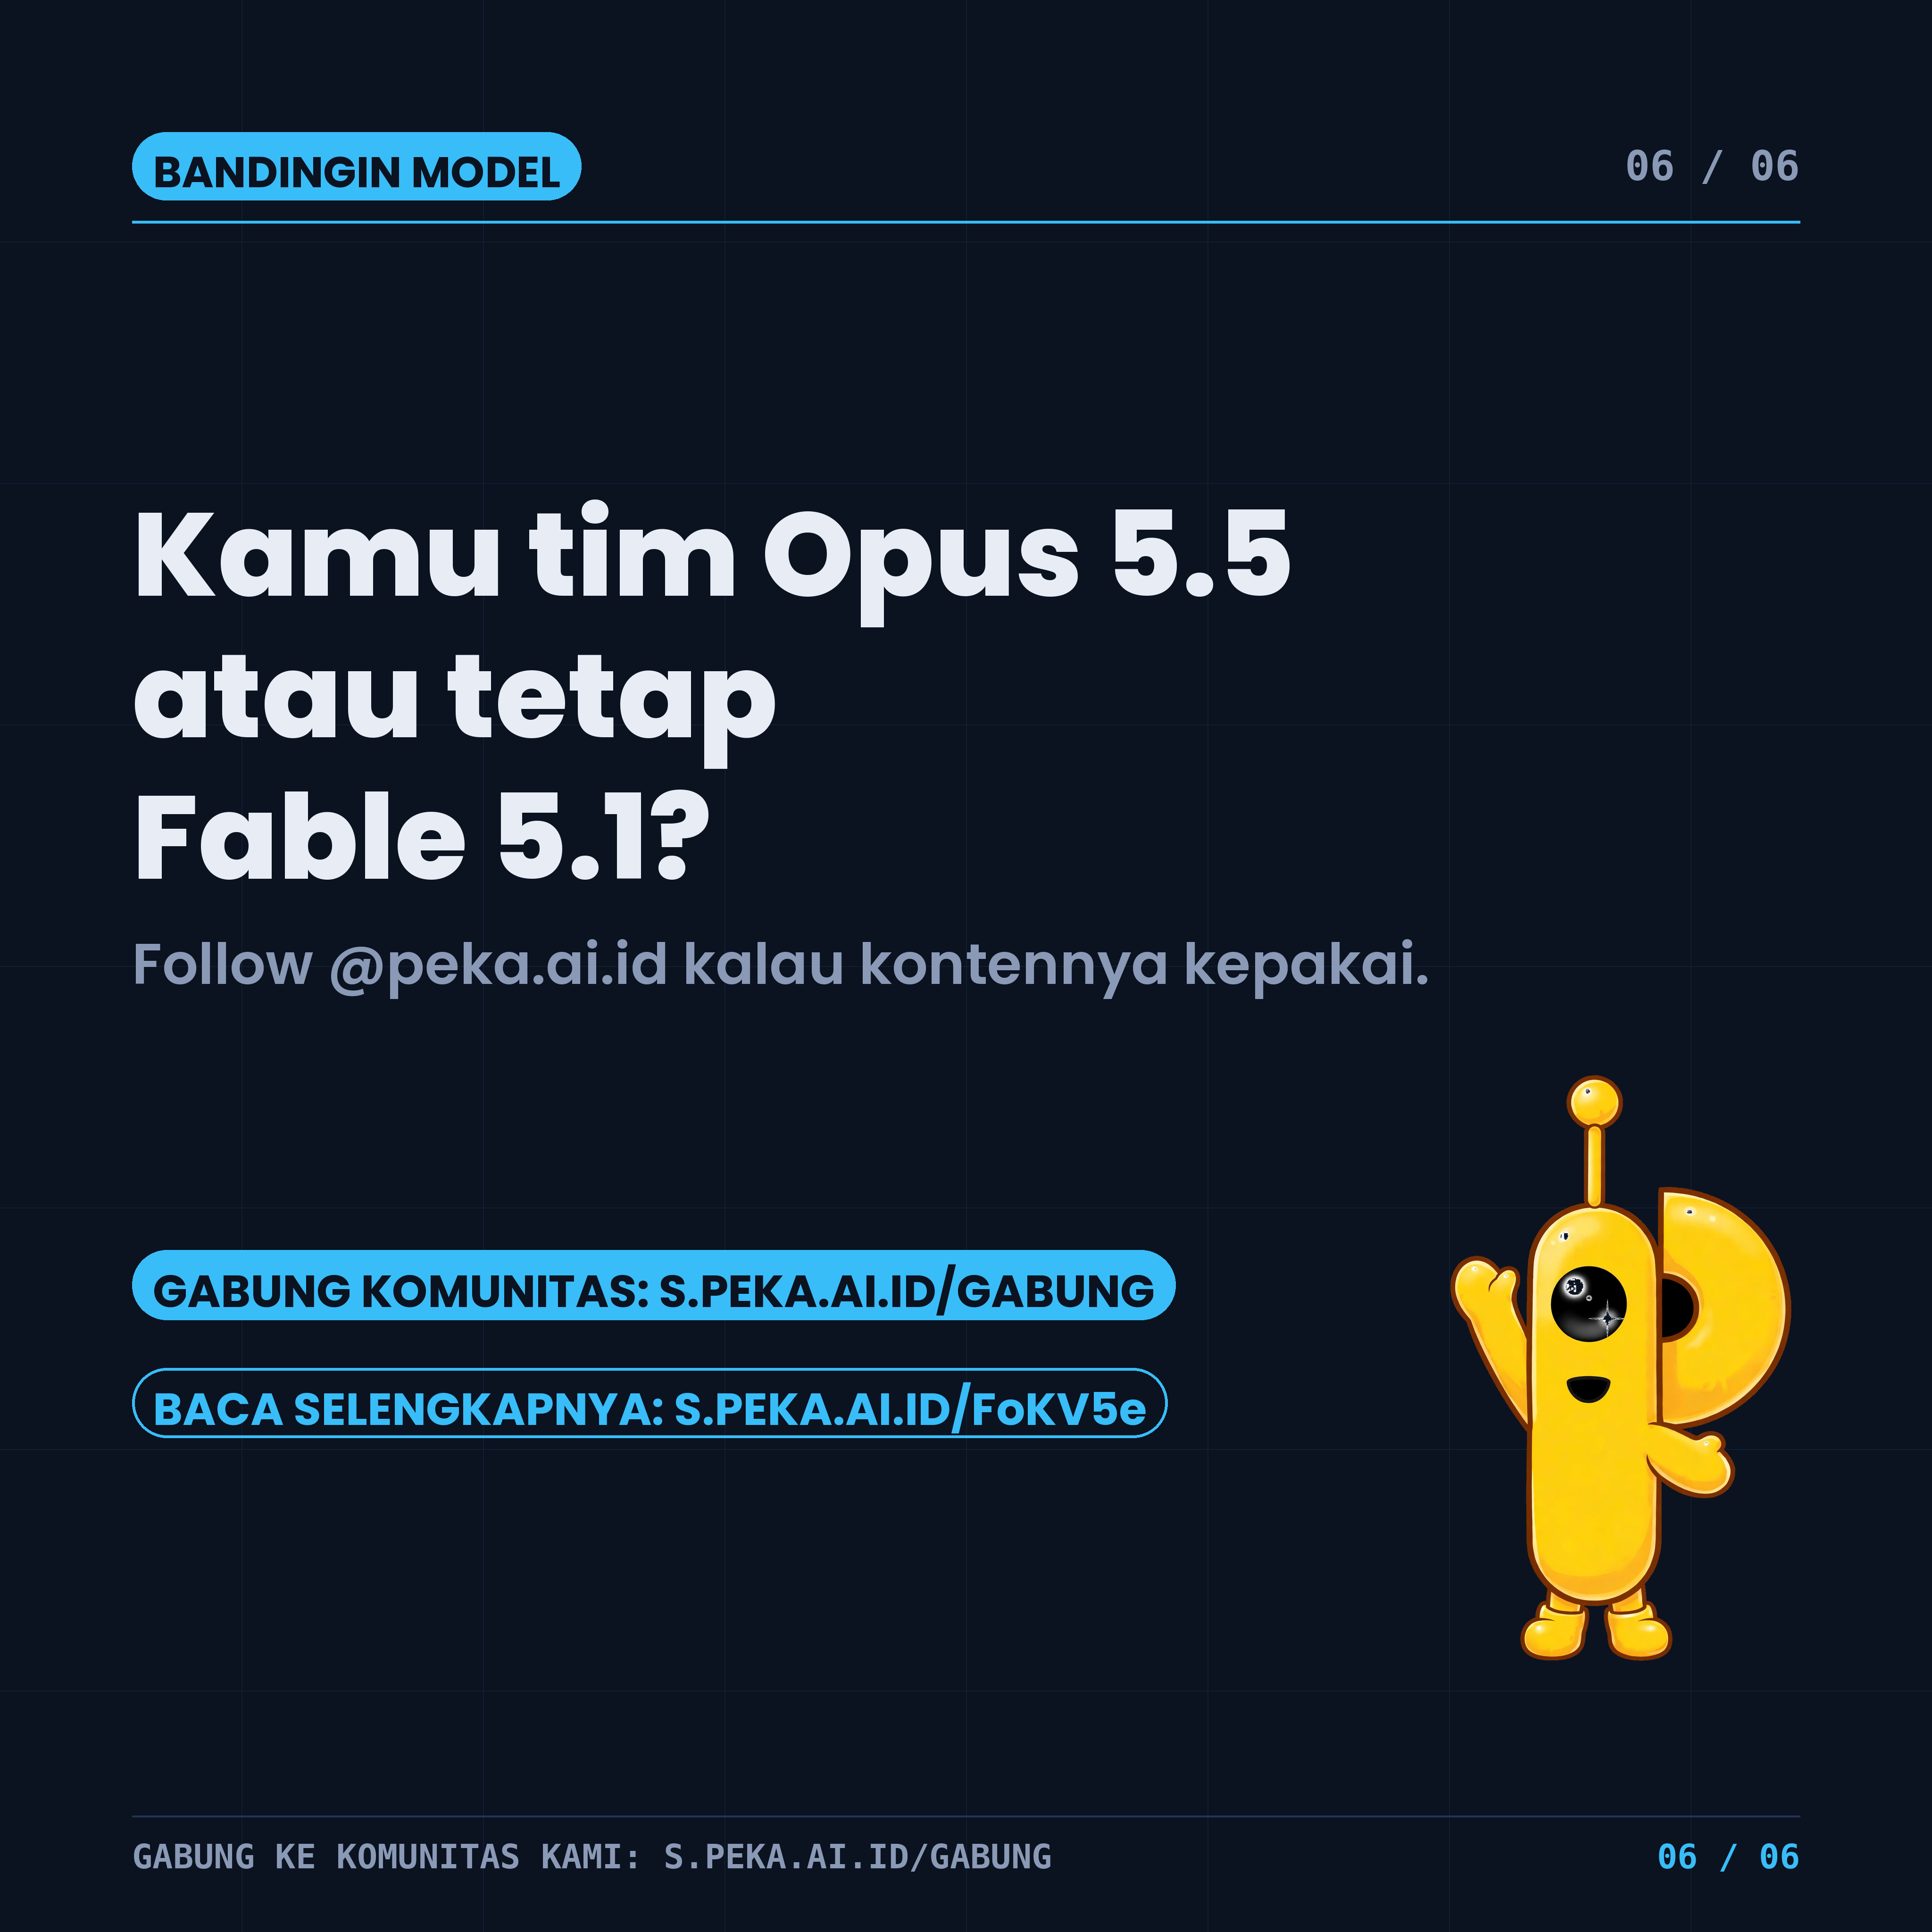 BANDINGIN MODEL
06 / 06
Kamu tim Opus 5.5
atau tetap
Fable 5.1?
Follow @peka.ai.id kalau kontennya kepakai.
GABUNG KOMUNITAS: S.PEKA.AI.ID/GABUNG
BACA SELENGKAPNYA: S.PEKA.AI.ID/FoKV5e
GABUNG KE KOMUNITAS KAMI: S.PEKA.AI.ID/GABUNG
06 / 06